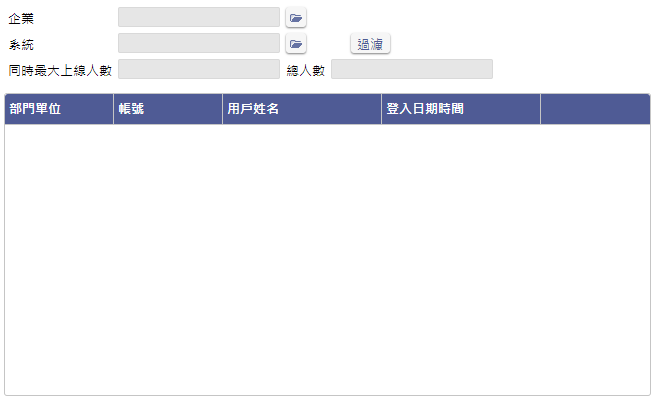 企業
系統 過濾
同時最大上線人數 總人數
部門單位 帳號 用戶姓名 登入日期時間